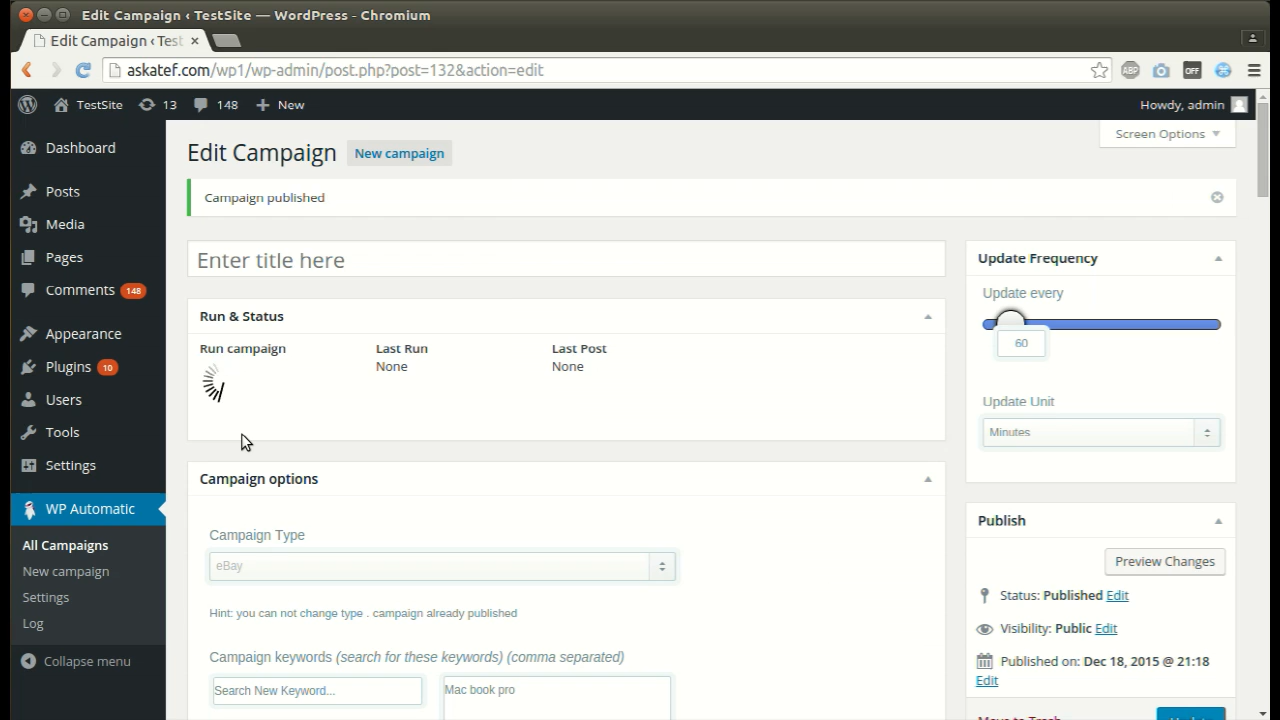 Edit Campaign ‹ TestSite — WordPress - Chromium
Edit Campaign ‹ Test
askatef.com/wp1/wp-admin/post.php?post=132&action=edit
ABP
OFF
TestSite
13
148
New
Howdy, admin
Screen Options
Dashboard
Posts
Media
Pages
Comments 148
Appearance
Plugins 10
Users
Tools
Settings
WP Automatic
All Campaigns
New campaign
Settings
Log
Collapse menu
Edit Campaign
New campaign
Campaign published
Enter title here
Run & Status
Run campaign
Last Run
Last Post
None
None
Campaign options
Campaign Type
eBay
Hint: you can not change type . campaign already published
Campaign keywords (search for these keywords) (comma separated)
Search New Keyword...
Mac book pro
Update Frequency
Update every
60
Update Unit
Minutes
Publish
Preview Changes
Status: Published Edit
Visibility: Public Edit
Published on: Dec 18, 2015 @ 21:18
Edit
Move to Trash
Update